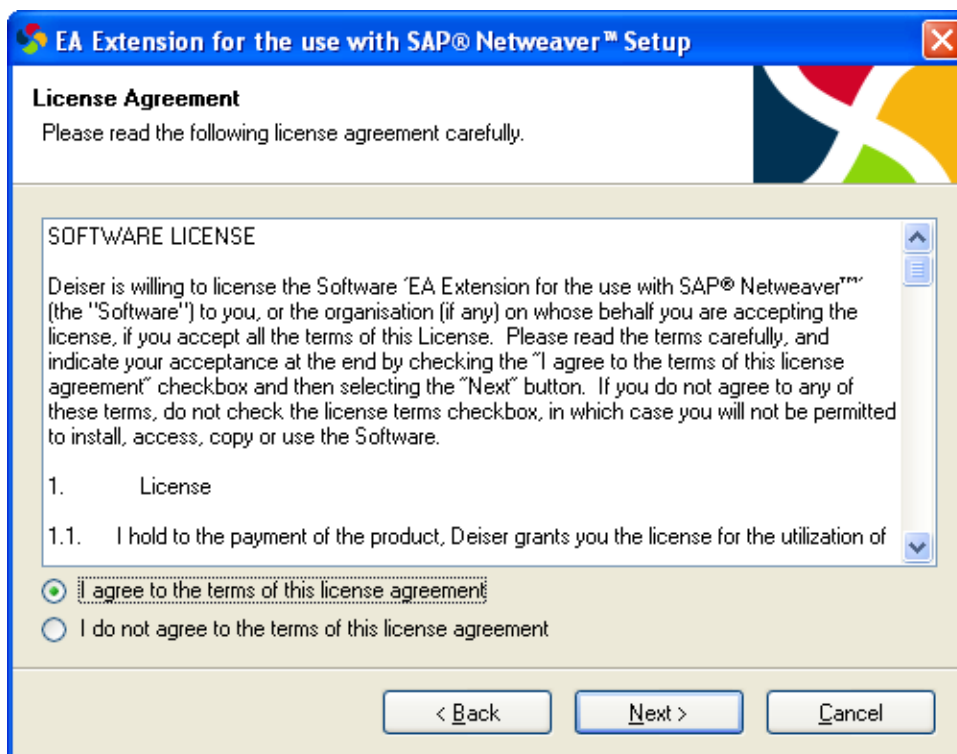 EA Extension for the use with SAP® Netweaver™ Setup
License Agreement
Please read the following license agreement carefully.
SOFTWARE LICENSE
Deiser is willing to license the Software ´EA Extension for the use with SAP® Netweaver™´
(the "Software") to you, or the organisation (if any) on whose behalf you are accepting the
license, if you accept all the terms of this License.  Please read the terms carefully, and
indicate your acceptance at the end by checking the ˝I agree to the terms of this license
agreement˝ checkbox and then selecting the ˝Next˝ button.  If you do not agree to any of
these terms, do not check the license terms checkbox, in which case you will not be permitted
to install, access, copy or use the Software.
1. License
1.1. I hold to the payment of the product, Deiser grants you the license for the utilization of
I agree to the terms of this license agreement
I do not agree to the terms of this license agreement
< Back Next > Cancel